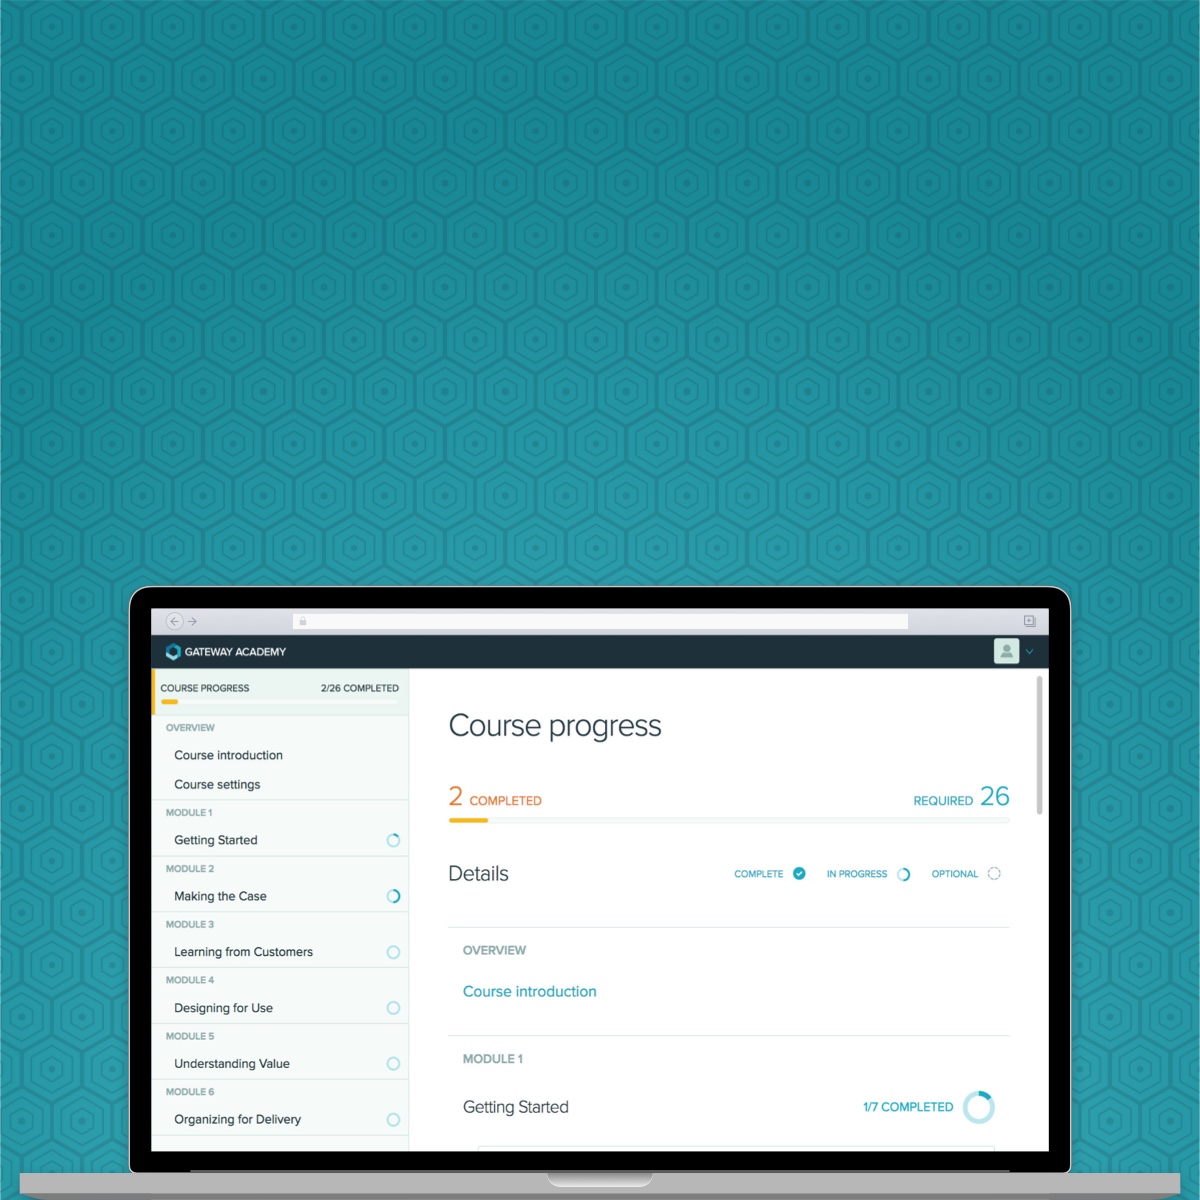 GATEWAY ACADEMY
COURSE PROGRESS 2/26 COMPLETED
OVERVIEW
Course introduction
Course settings
MODULE 1
Getting Started
MODULE 2
Making the Case
MODULE 3
Learning from Customers
MODULE 4
Designing for Use
MODULE 5
Understanding Value
MODULE 6
Organizing for Delivery
Course progress
2 COMPLETED REQUIRED 26
Details COMPLETE IN PROGRESS OPTIONAL
OVERVIEW
Course introduction
MODULE 1
Getting Started 1/7 COMPLETED